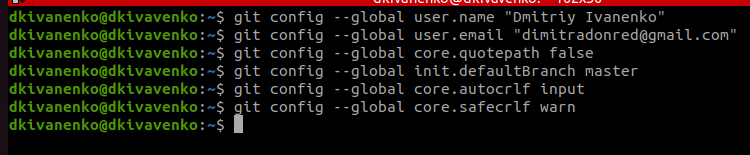 dkivanenko@dkivavenko:~$ git config --global user.name "Dmitriy Ivanenko"
dkivanenko@dkivavenko:~$ git config --global user.email "dimitradonred@gmail.com"
dkivanenko@dkivavenko:~$ git config --global core.quotepath false
dkivanenko@dkivavenko:~$ git config --global init.defaultBranch master
dkivanenko@dkivavenko:~$ git config --global core.autocrlf input
dkivanenko@dkivavenko:~$ git config --global core.safecrlf warn
dkivanenko@dkivavenko:~$